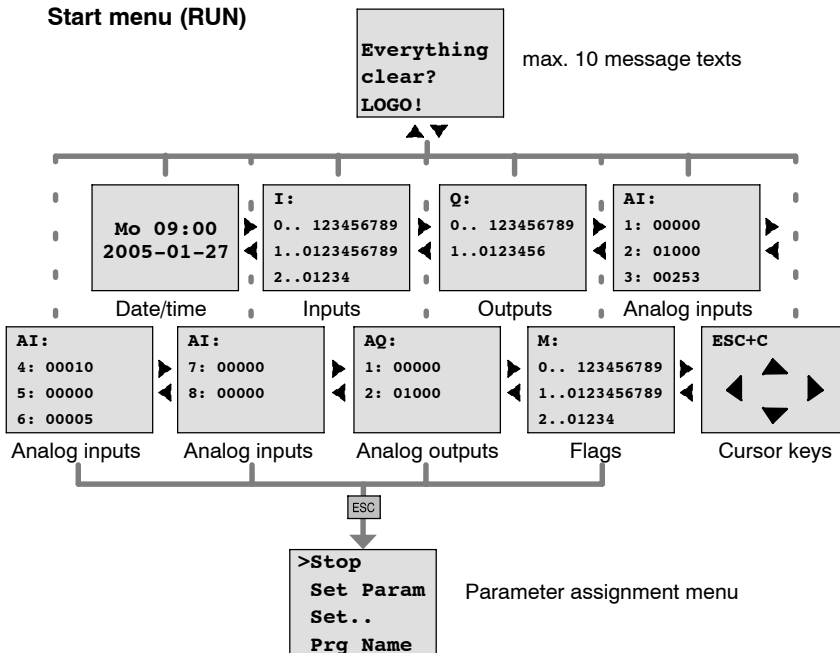 Start menu (RUN)
Everything
clear?
LOGO!
max. 10 message texts
Mo 09:00
2005-01-27
Date/time
I:
0.. 123456789
1..0123456789
2..01234
Inputs
Q:
0.. 123456789
1..0123456
Outputs
AI:
1: 00000
2: 01000
3: 00253
Analog inputs
AI:
4: 00010
5: 00000
6: 00005
Analog inputs
AI:
7: 00000
8: 00000
Analog inputs
AQ:
1: 00000
2: 01000
Analog outputs
M:
0.. 123456789
1..0123456789
2..01234
Flags
ESC+C
Cursor keys
ESC
>Stop
Set Param
Set..
Prg Name
Parameter assignment menu